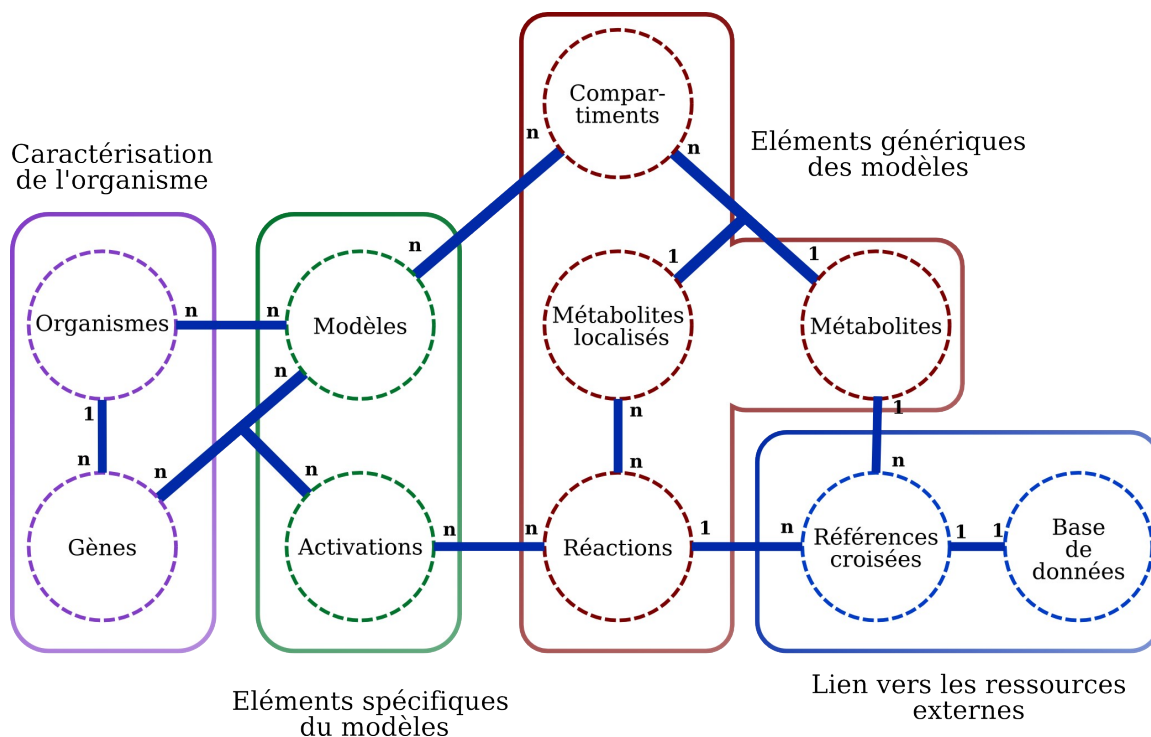 Compar-
timents
n
n
Eléments génériques
des modèles
Caractérisation
de l'organisme
n
1
1
n
n
Organismes
Modèles
Métabolites
localisés
Métabolites
n
1
n
1
n
n
n
n
n
n
n
1
n
1
1
Gènes
Activations
Réactions
Références
croisées
Base
de
données
Eléments spécifiques
du modèles
Lien vers les ressources
externes